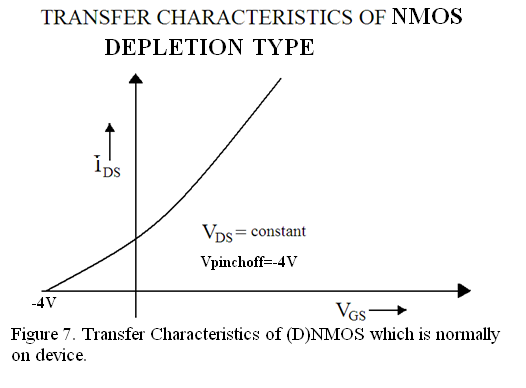 TRANSFER CHARACTERISTICS OF NMOS
DEPLETION TYPE
İDS
VDS= constant
Vpinchoff=-4V
-4V
VGS
Figure 7. Transfer Characteristics of (D)NMOS which is normally
on device.